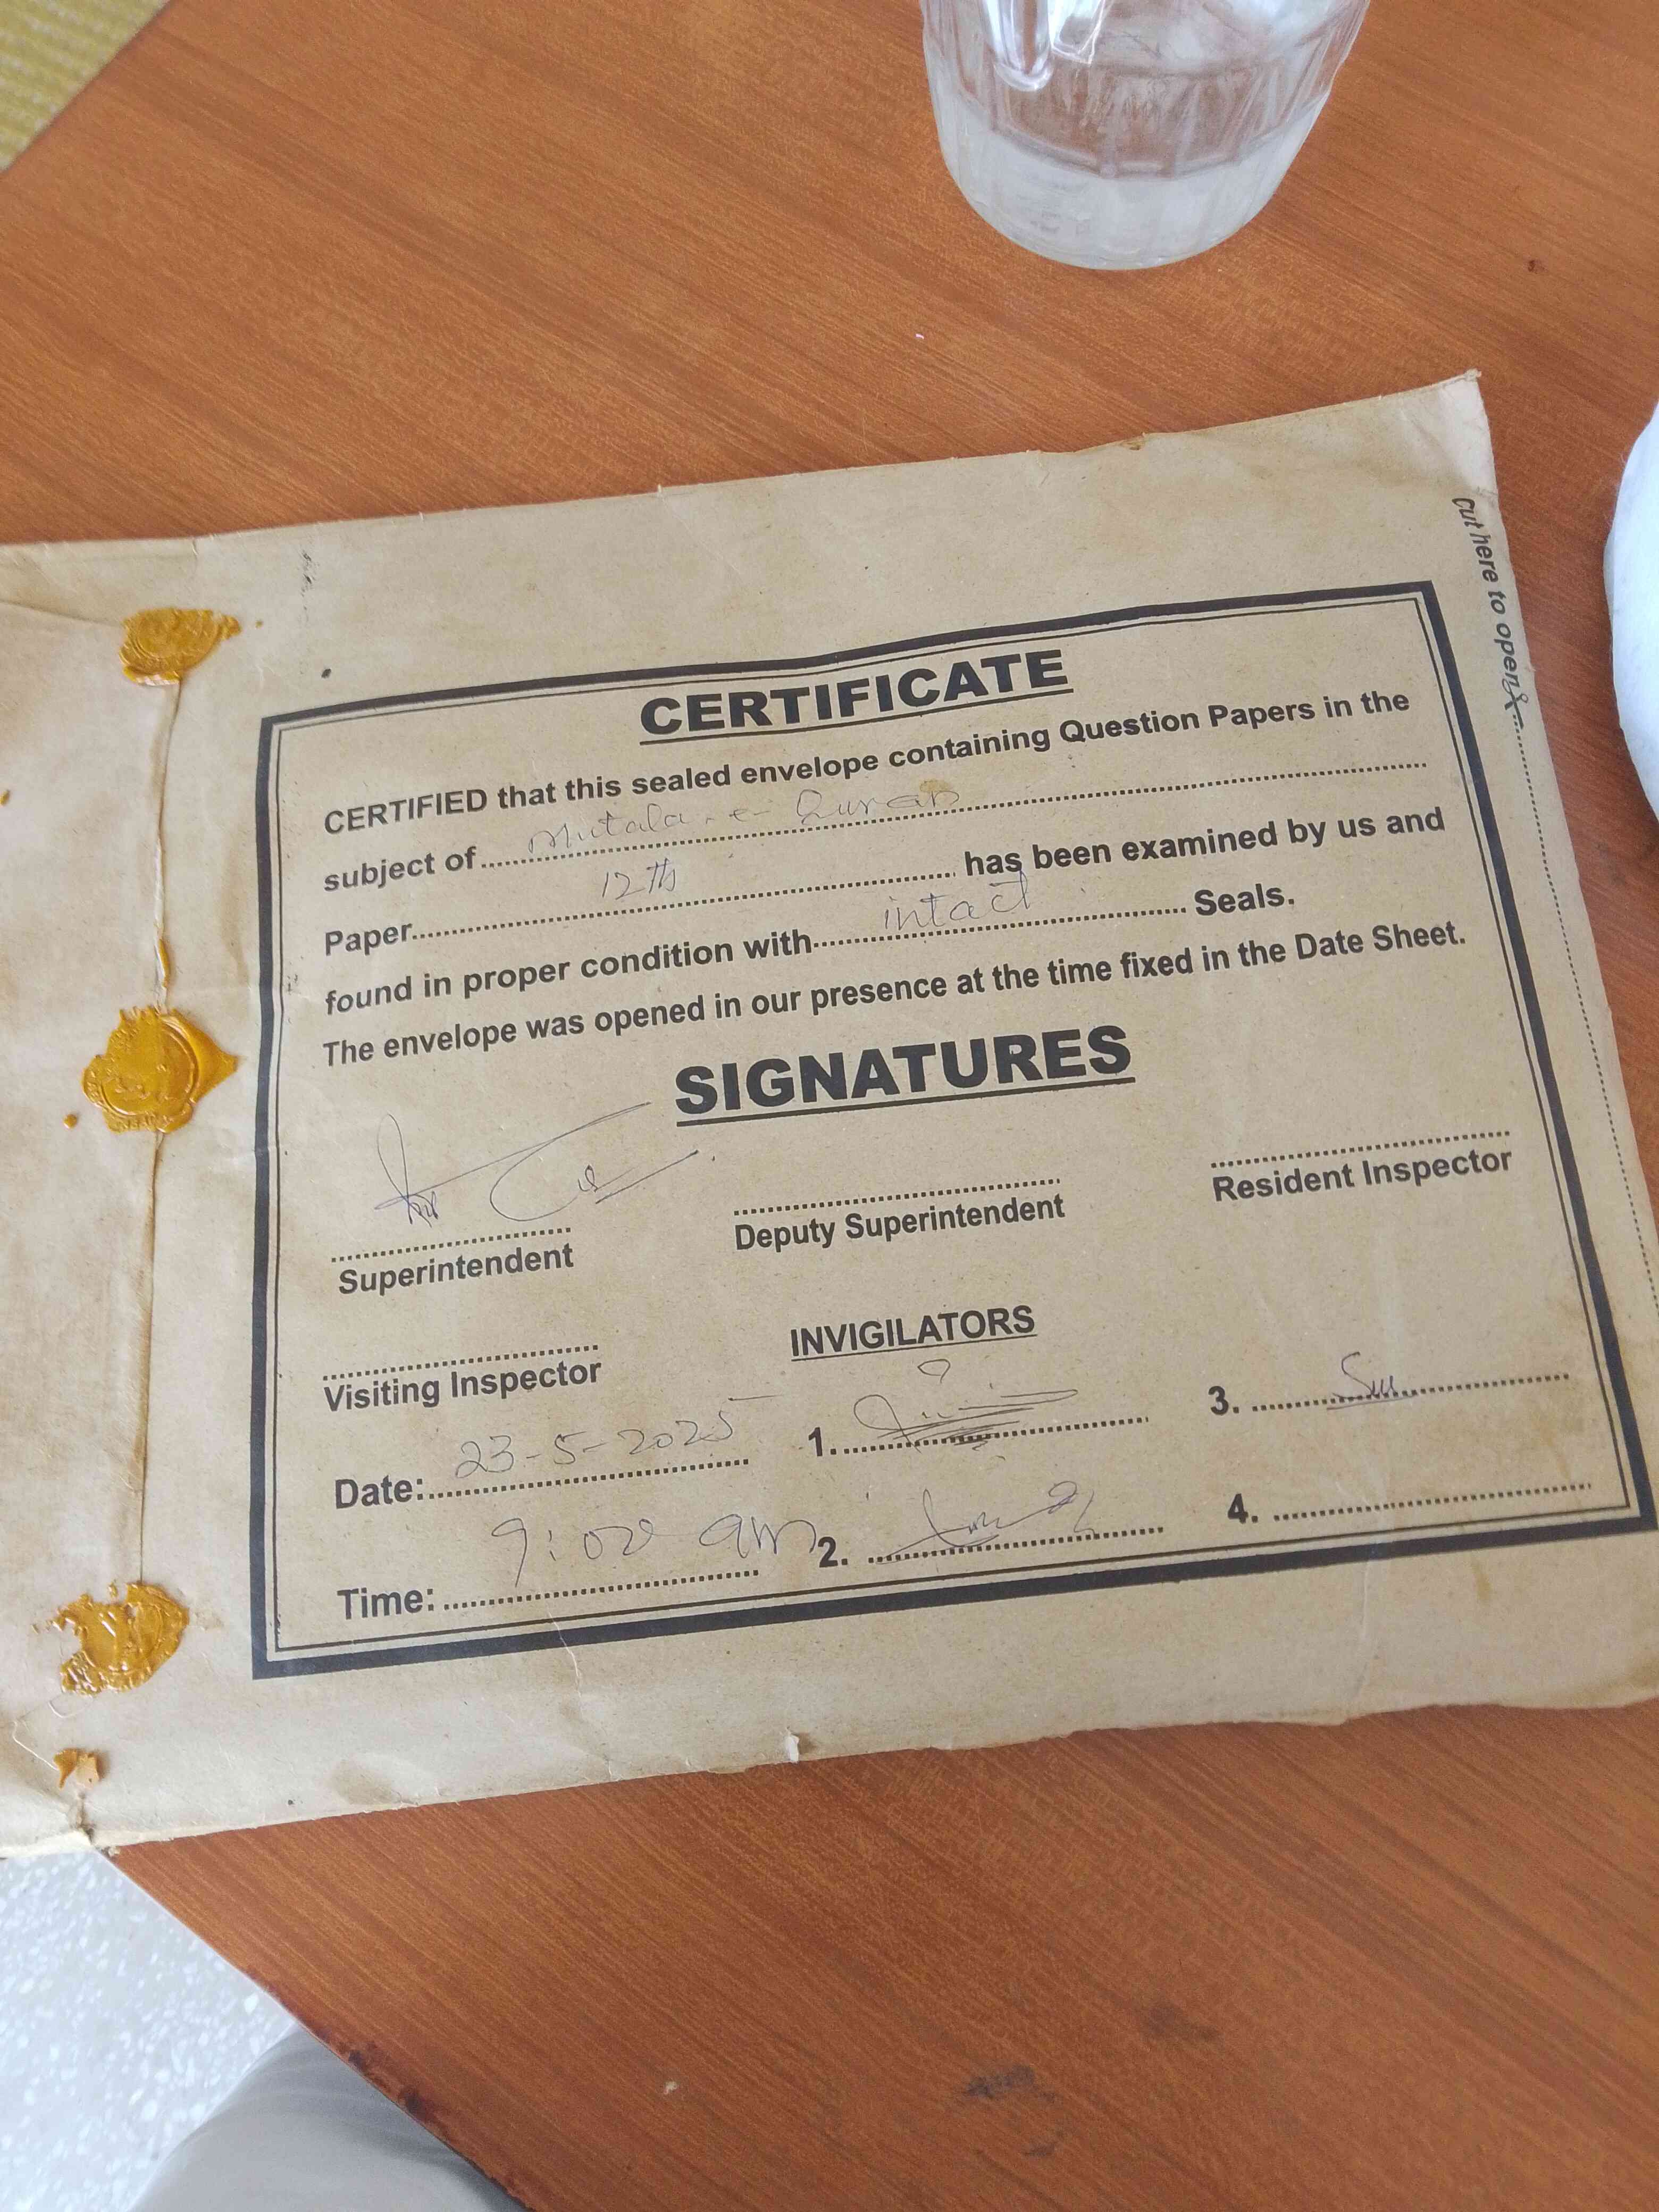 Cut here to open
CERTIFICATE
CERTIFIED that this sealed envelope containing Question Papers in the
subject of Mutala-e-Quran
Paper 12th has been examined by us and
found in proper condition with intact Seals.
The envelope was opened in our presence at the time fixed in the Date Sheet.
SIGNATURES
Superintendent
Deputy Superintendent
Resident Inspector
Visiting Inspector
INVIGILATORS
Date: 23-5-2025
1.
3.
Time: 9:00 am
2.
4.